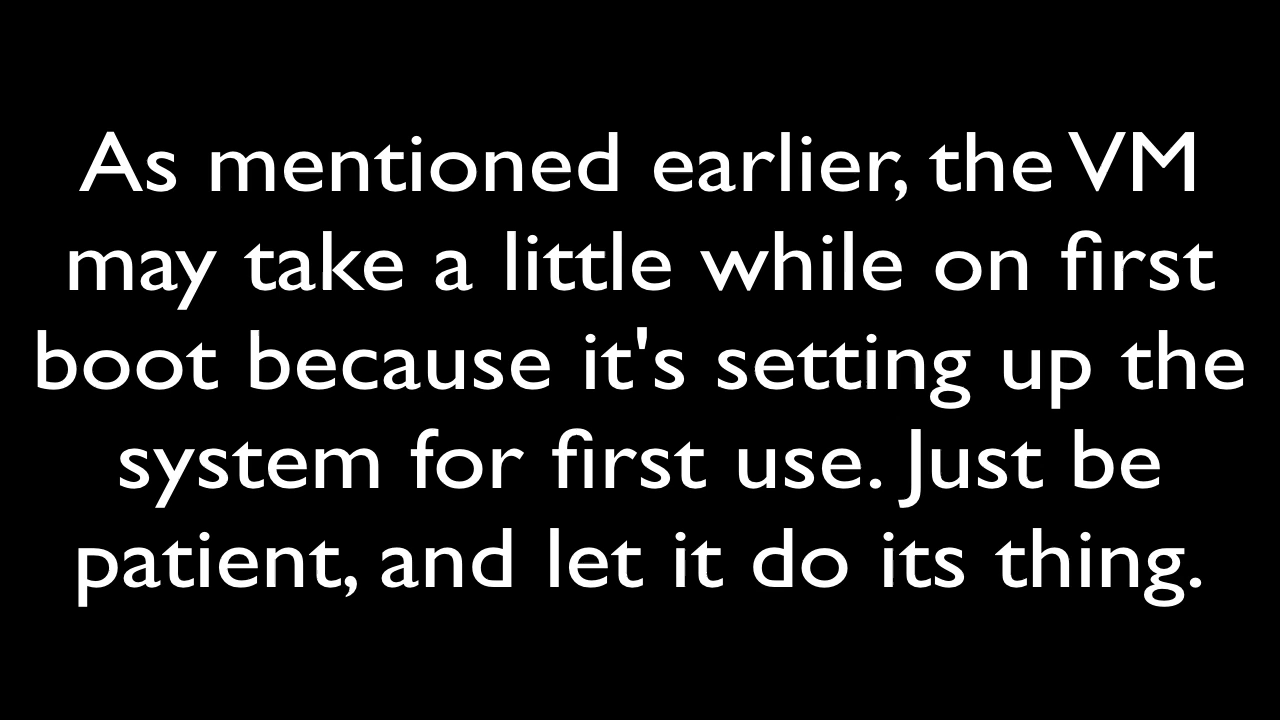 As mentioned earlier, the VM
may take a little while on first
boot because it's setting up the
system for first use. Just be
patient, and let it do its thing.